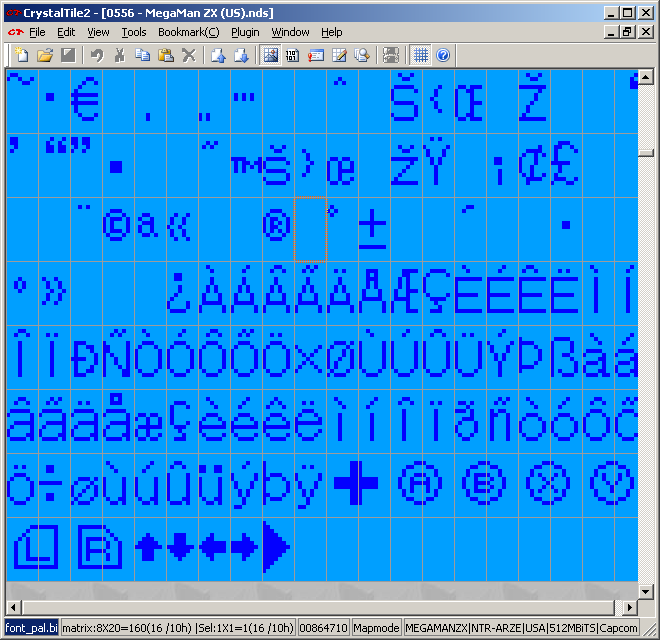 CrystalTile2 - [0556 - MegaMan ZX (US).nds]
File Edit View Tools Bookmark(C) Plugin Window Help
~ · € ‚ „ … ˆ Š ‹ Œ Ž ‘
’ “ ” • ˜ ™ š › œ ž Ÿ ¡ ¢ £
¨ © ª « ® ¯ ° ± ´ ·
º » ¿ À Á Â Ã Ä Å Æ Ç È É Ê Ë Ì Í
Î Ï Ð Ñ Ò Ó Ô Õ Ö × Ø Ù Ú Û Ü Ý Þ ß à á
â ã ä å æ ç è é ê ë ì í î ï ð ñ ò ó ô õ
ö ÷ ø ù ú û ü ý þ ÿ ✚ Ⓐ Ⓑ Ⓧ Ⓨ
L R ↑ ↓ ← → ▶
font_pal.bi matrix:8X20=160(16 /10h) |Sel:1X1=1(16 /10h) 00864710 Mapmode MEGAMANZX|NTR-ARZE|USA|512MBiTS|Capcom